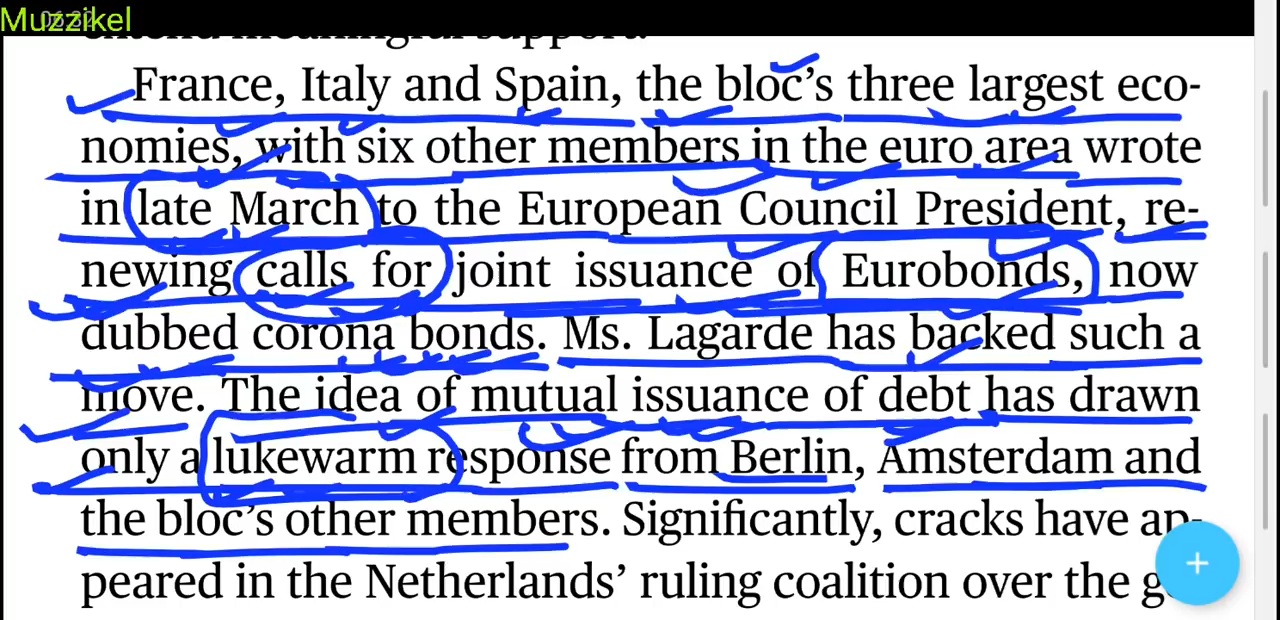 Muzzikel
extend meaningful support.
France, Italy and Spain, the bloc's three largest eco-
nomies, with six other members in the euro area wrote
in late March to the European Council President, re-
newing calls for joint issuance of Eurobonds, now
dubbed corona bonds. Ms. Lagarde has backed such a
move. The idea of mutual issuance of debt has drawn
only a lukewarm response from Berlin, Amsterdam and
the bloc's other members. Significantly, cracks have ap-
peared in the Netherlands' ruling coalition over the